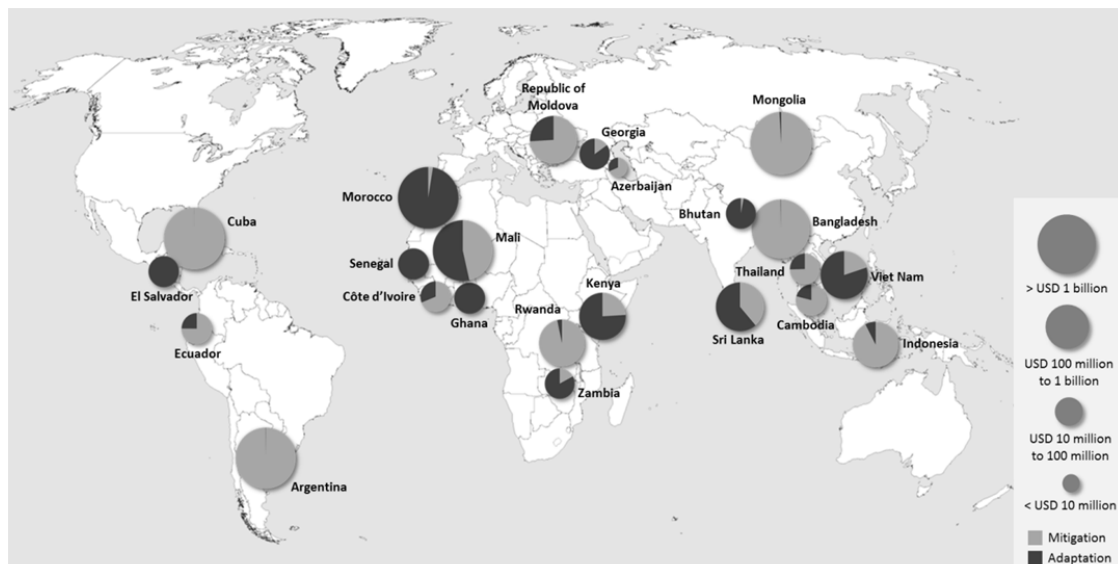 Republic of
Moldova
Mongolia
Georgia
Azerbaijan
Morocco
Bhutan
Bangladesh
Cuba
Mali
Senegal
Thailand
Viet Nam
El Salvador
Côte d'Ivoire
Kenya
Ghana
Rwanda
Cambodia
Sri Lanka
Indonesia
Ecuador
Zambia
Argentina
> USD 1 billion
USD 100 million
to 1 billion
USD 10 million
to 100 million
< USD 10 million
Mitigation
Adaptation